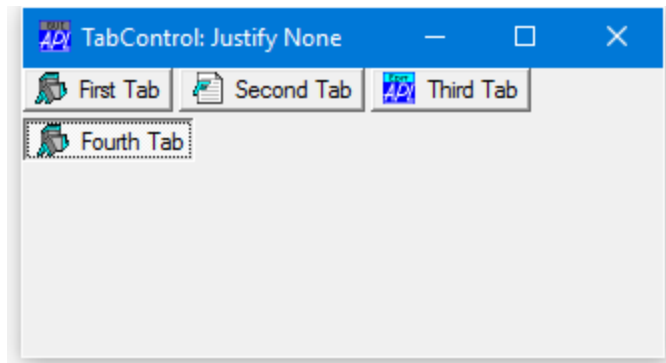 TabControl: Justify None
First Tab Second Tab Third Tab
Fourth Tab